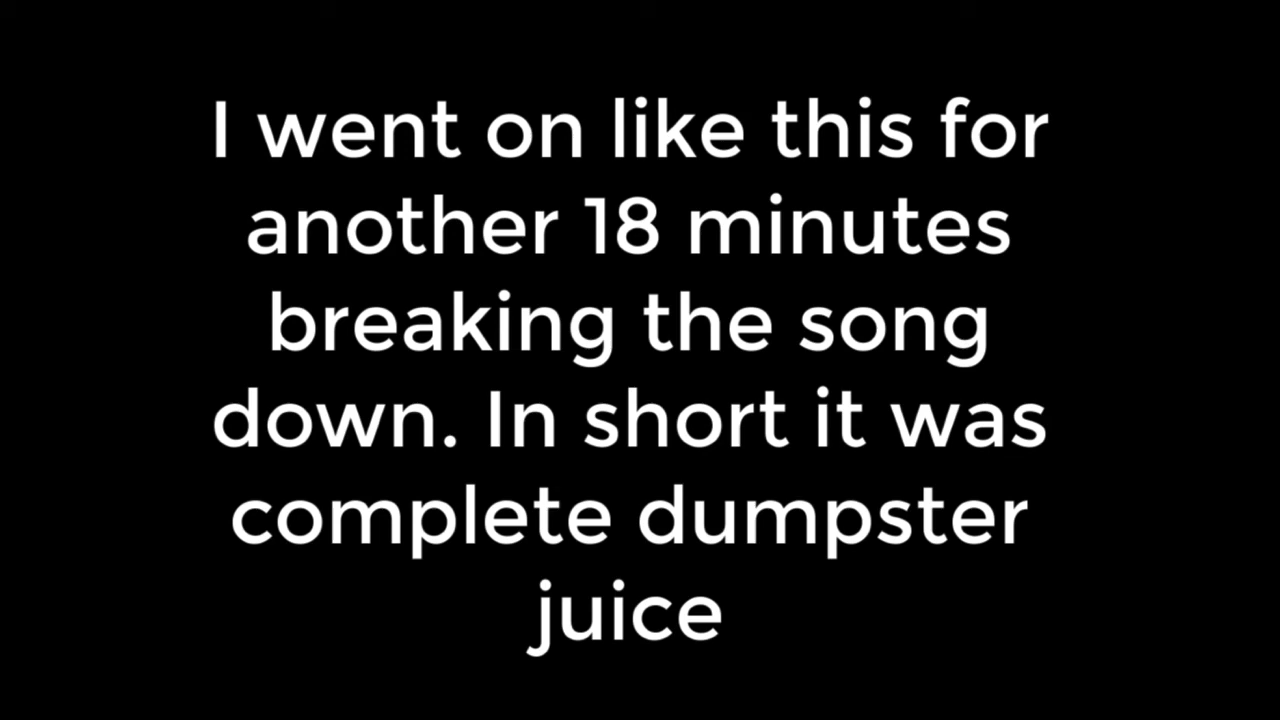 I went on like this for
another 18 minutes
breaking the song
down. In short it was
complete dumpster
juice